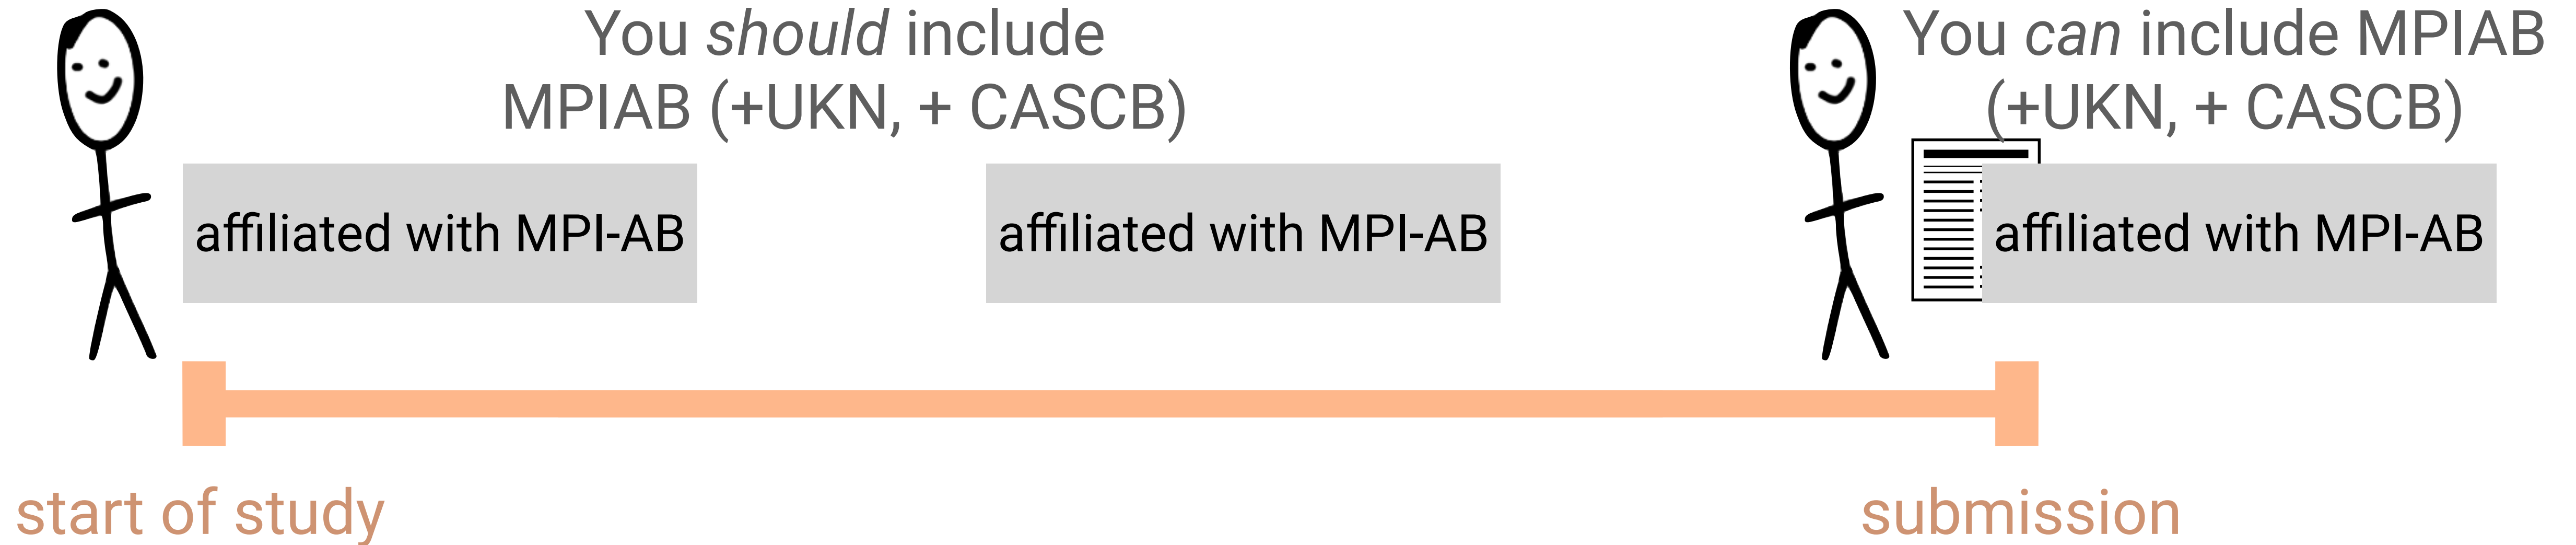 You should include
MPIAB (+UKN, + CASCB)
You can include MPIAB
(+UKN, + CASCB)
affiliated with MPI-AB
affiliated with MPI-AB
affiliated with MPI-AB
start of study
submission